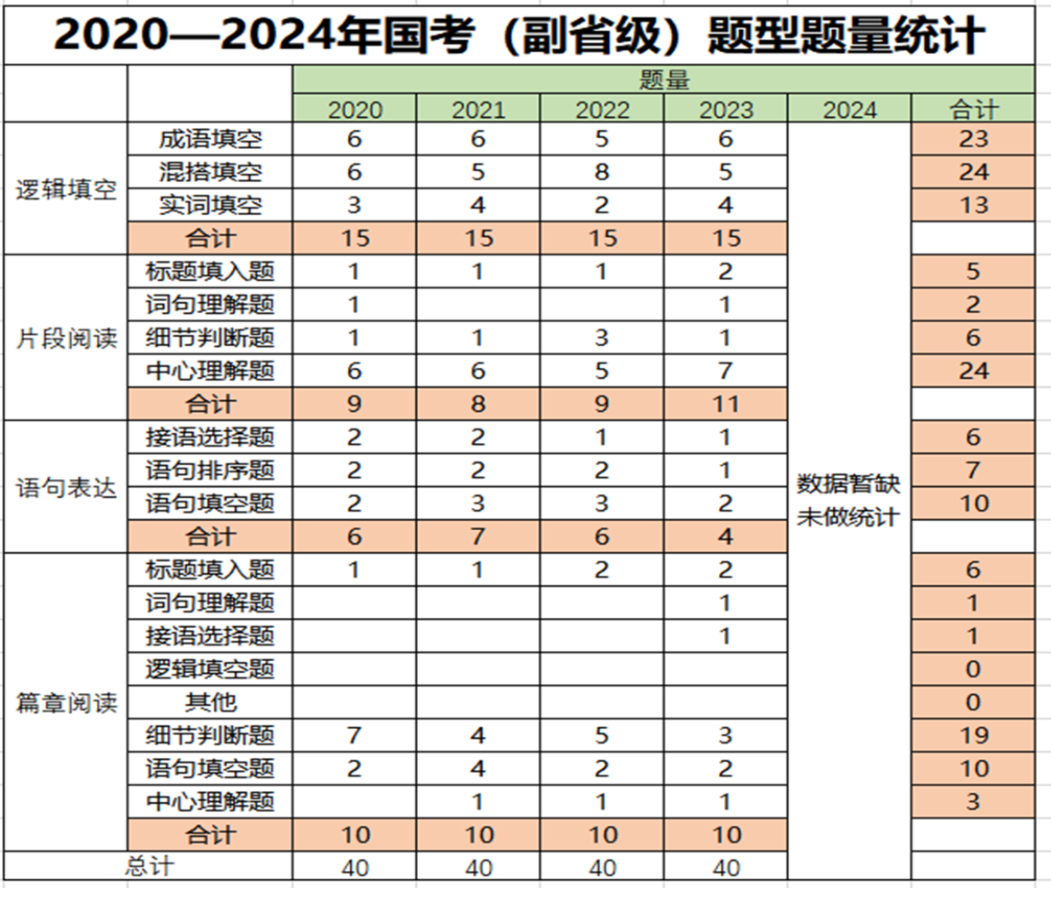 2020—2024年国考（副省级）题型题量统计
题量
2020 2021 2022 2023 2024 合计
逻辑填空
成语填空 6 6 5 6 23
混搭填空 6 5 8 5 24
实词填空 3 4 2 4 13
合计 15 15 15 15
片段阅读
标题填入题 1 1 1 2 5
词句理解题 1 1 2
细节判断题 1 1 3 1 6
中心理解题 6 6 5 7 24
合计 9 8 9 11
语句表达
接语选择题 2 2 1 1 6
语句排序题 2 2 2 1 7
语句填空题 2 3 3 2 10
合计 6 7 6 4
数据暂缺
未做统计
篇章阅读
标题填入题 1 1 2 2 6
词句理解题 1 1
接语选择题 1 1
逻辑填空题 0
其他 0
细节判断题 7 4 5 3 19
语句填空题 2 4 2 2 10
中心理解题 1 1 1 3
合计 10 10 10 10
总计 40 40 40 40